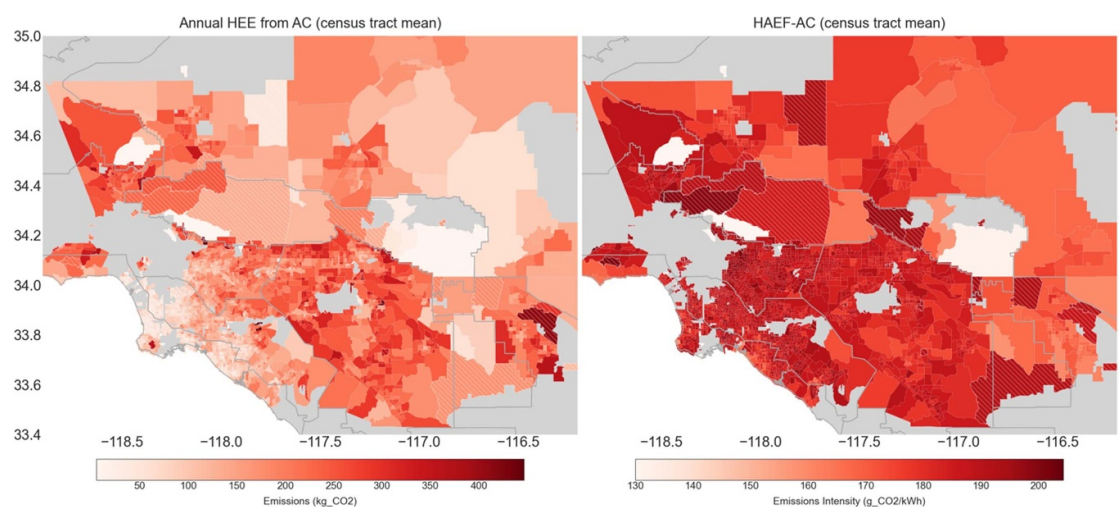 Annual HEE from AC (census tract mean)
HAEF-AC (census tract mean)
35.0
34.8
34.6
34.4
34.2
34.0
33.8
33.6
33.4
−118.5 −118.0 −117.5 −117.0 −116.5
−118.5 −118.0 −117.5 −117.0 −116.5
50 100 150 200 250 300 350 400
Emissions (kg_CO2)
130 140 150 160 170 180 190 200
Emissions Intensity (g_CO2/kWh)